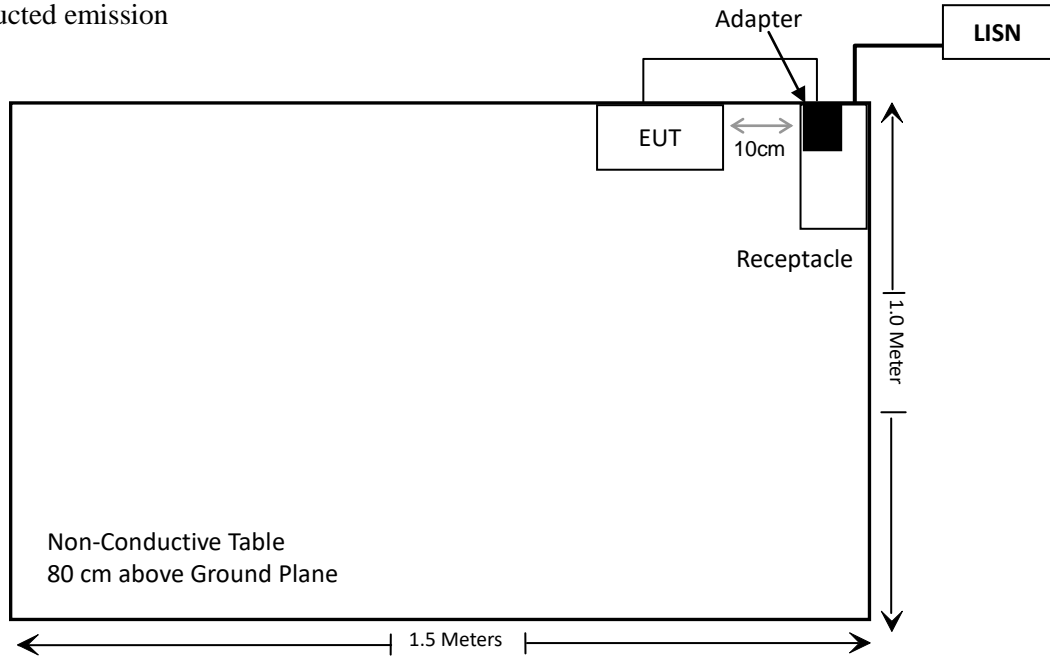 emission
Adapter
LISN
EUT
10cm
Receptacle
1.0 Meter
Non-Conductive Table
80 cm above Ground Plane
1.5 Meters